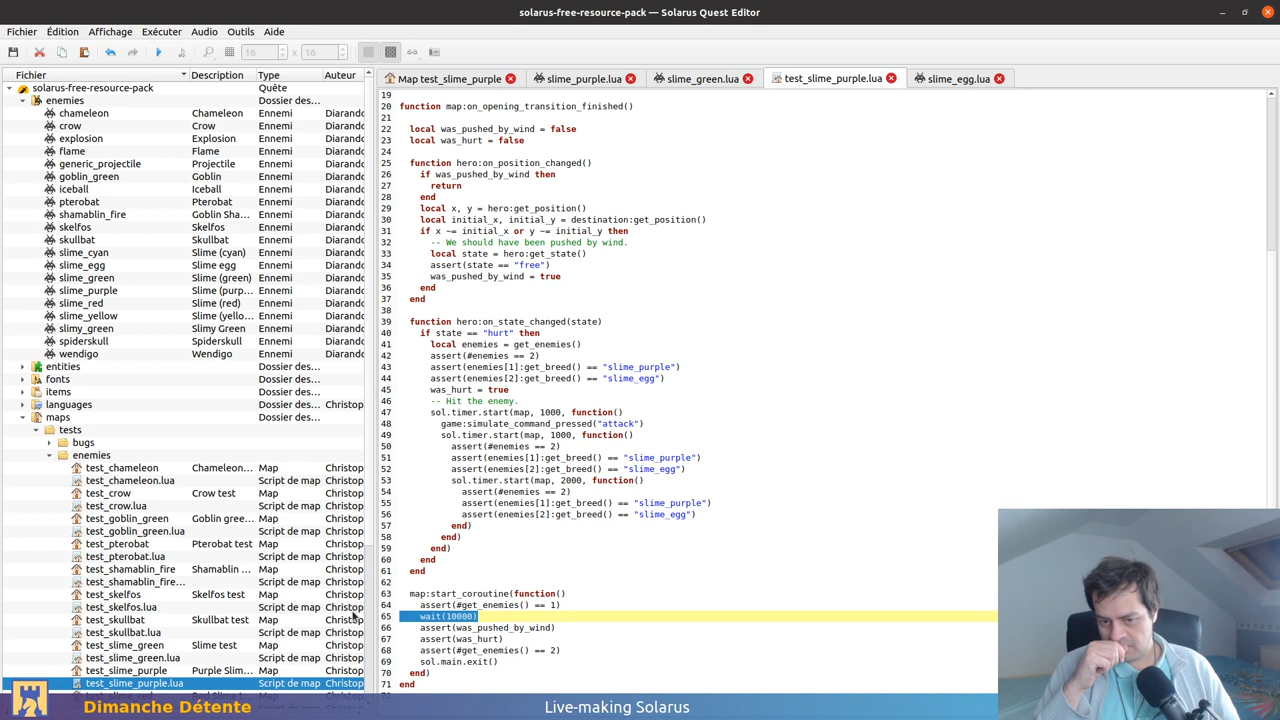 solarus-free-resource-pack — Solarus Quest Editor
Fichier Édition Affichage Exécuter Audio Outils Aide
16 x 16
Fichier Description Type Auteur
solarus-free-resource-pack Quête
enemies Dossier des…
chameleon Chameleon Ennemi Diarando
crow Crow Ennemi Diarando
explosion Explosion Ennemi Diarando
flame Flame Ennemi Diarando
generic_projectile Projectile Ennemi Diarando
goblin_green Goblin Ennemi Diarando
iceball Iceball Ennemi Diarando
pterobat Pterobat Ennemi Diarando
shamablin_fire Goblin Sha… Ennemi Diarando
skelfos Skelfos Ennemi Diarando
skullbat Skullbat Ennemi Diarando
slime_cyan Slime (cyan) Ennemi Diarando
slime_egg Slime egg Ennemi Diarando
slime_green Slime (green) Ennemi Diarando
slime_purple Slime (purp… Ennemi Diarando
slime_red Slime (red) Ennemi Diarando
slime_yellow Slime (yello… Ennemi Diarando
slimy_green Slimy Green Ennemi Diarando
spiderskull Spiderskull Ennemi Diarando
wendigo Wendigo Ennemi Diarando
entities Dossier des…
fonts Dossier des…
items Dossier des…
languages Dossier des… Christop
maps Dossier des…
tests
bugs
enemies
test_chameleon Chameleon… Map Christop
test_chameleon.lua Script de map Christop
test_crow Crow test Map Christop
test_crow.lua Script de map Christop
test_goblin_green Goblin gree… Map Christop
test_goblin_green.lua Script de map Christop
test_pterobat Pterobat test Map Christop
test_pterobat.lua Script de map Christop
test_shamablin_fire Shamablin … Map Christop
test_shamablin_fire… Script de map Christop
test_skelfos Skelfos test Map Christop
test_skelfos.lua Script de map Christop
test_skullbat Skullbat test Map Christop
test_skullbat.lua Script de map Christop
test_slime_green Slime test Map Christop
test_slime_green.lua Script de map Christop
test_slime_purple Purple Slim… Map Christop
test_slime_purple.lua Script de map Christop
Map test_slime_purple slime_purple.lua slime_green.lua test_slime_purple.lua slime_egg.lua
19
20 function map:on_opening_transition_finished()
21
22 local was_pushed_by_wind = false
23 local was_hurt = false
24
25 function hero:on_position_changed()
26 if was_pushed_by_wind then
27 return
28 end
29 local x, y = hero:get_position()
30 local initial_x, initial_y = destination:get_position()
31 if x ~= initial_x or y ~= initial_y then
32 -- We should have been pushed by wind.
33 local state = hero:get_state()
34 assert(state == "free")
35 was_pushed_by_wind = true
36 end
37 end
38
39 function hero:on_state_changed(state)
40 if state == "hurt" then
41 local enemies = get_enemies()
42 assert(#enemies == 2)
43 assert(enemies[1]:get_breed() == "slime_purple")
44 assert(enemies[2]:get_breed() == "slime_egg")
45 was_hurt = true
46 -- Hit the enemy.
47 sol.timer.start(map, 1000, function()
48 game:simulate_command_pressed("attack")
49 sol.timer.start(map, 1000, function()
50 assert(#enemies == 2)
51 assert(enemies[1]:get_breed() == "slime_purple")
52 assert(enemies[2]:get_breed() == "slime_egg")
53 sol.timer.start(map, 2000, function()
54 assert(#enemies == 2)
55 assert(enemies[1]:get_breed() == "slime_purple")
56 assert(enemies[2]:get_breed() == "slime_egg")
57 end)
58 end)
59 end)
60 end
61 end
62
63 map:start_coroutine(function()
64 assert(#get_enemies() == 1)
65 wait(10000)
66 assert(was_pushed_by_wind)
67 assert(was_hurt)
68 assert(#get_enemies() == 2)
69 sol.main.exit()
70 end)
71 end
Dimanche Détente Live-making Solarus